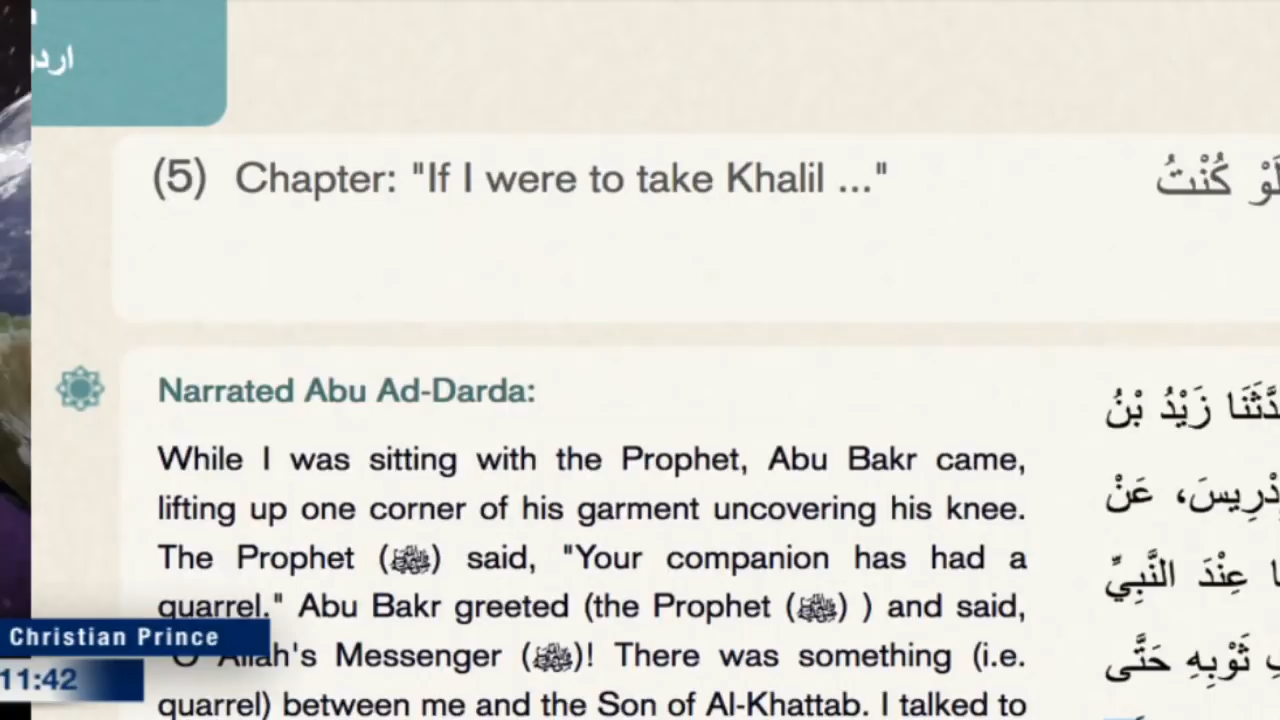 اردو
(5) Chapter: "If I were to take Khalil ..."
كُنْتُ
Narrated Abu Ad-Darda:
While I was sitting with the Prophet, Abu Bakr came,
lifting up one corner of his garment uncovering his knee.
The Prophet (ﷺ) said, "Your companion has had a
quarrel." Abu Bakr greeted (the Prophet (ﷺ) ) and said,
"O Allah's Messenger (ﷺ)! There was something (i.e.
quarrel) between me and the Son of Al-Khattab. I talked to
زَيْدُ بْنُ
عَنْ
عِنْدَ النَّبِيِّ
ثَوْبِهِ حَتَّى
Christian Prince
11:42